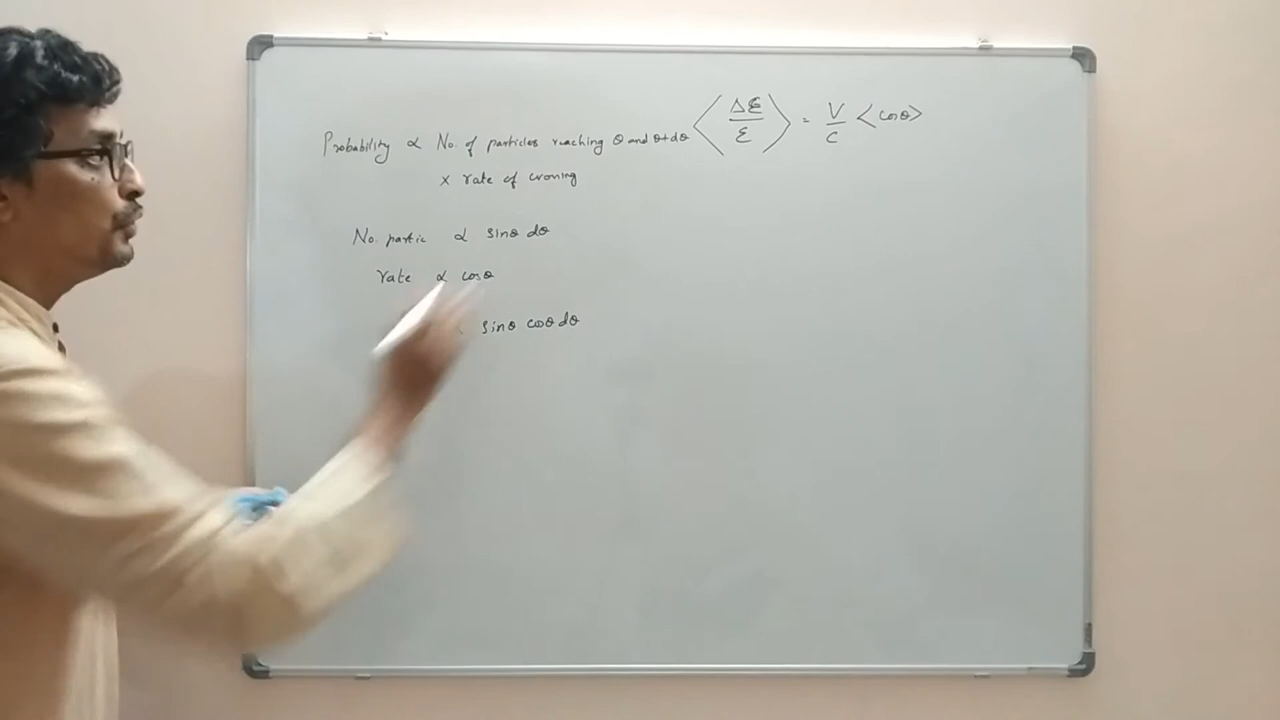 Probability ∝ No. of particles reaching θ and θ+dθ
× rate of crossing
⟨ΔE/E⟩ = V/c ⟨cosθ⟩
No. partic ∝ sinθ dθ
rate ∝ cosθ
sinθ cosθ dθ